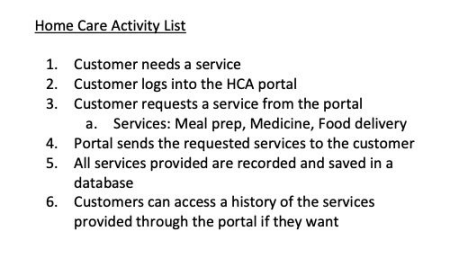 Home Care Activity List
1. Customer needs a service
2. Customer logs into the HCA portal
3. Customer requests a service from the portal
a. Services: Meal prep, Medicine, Food delivery
4. Portal sends the requested services to the customer
5. All services provided are recorded and saved in a
database
6. Customers can access a history of the services
provided through the portal if they want